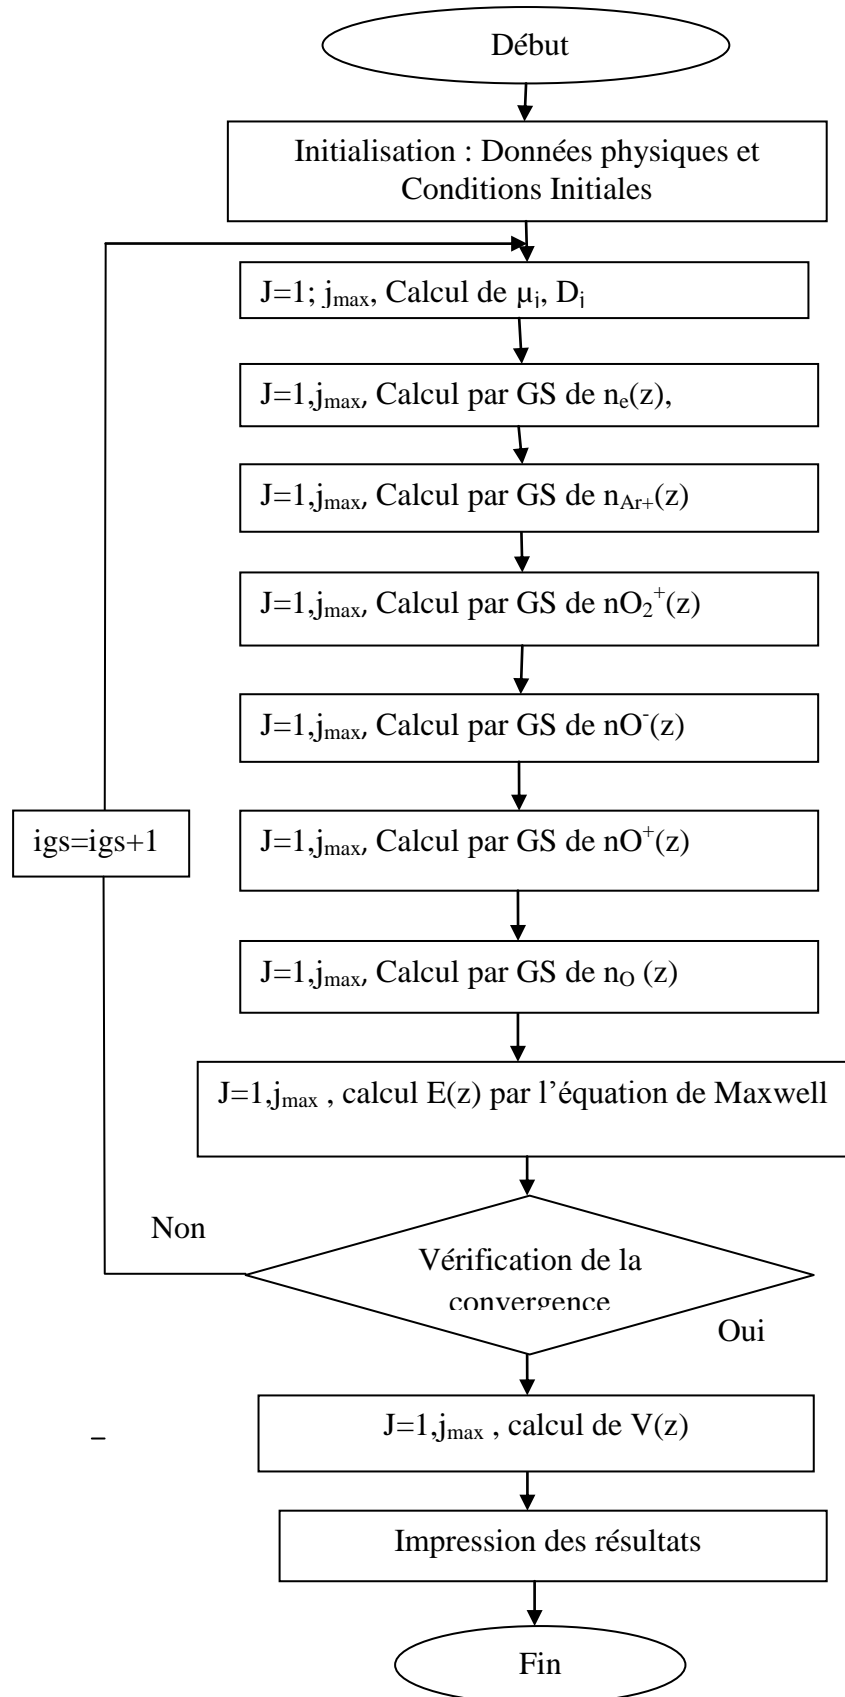 Début
Initialisation : Données physiques et
Conditions Initiales
J=1; jmax, Calcul de µj, Dj
J=1,jmax, Calcul par GS de ne(z),
J=1,jmax, Calcul par GS de nAr+(z)
J=1,jmax, Calcul par GS de nO₂⁺(z)
J=1,jmax, Calcul par GS de nO⁻(z)
igs=igs+1
J=1,jmax, Calcul par GS de nO⁺(z)
J=1,jmax, Calcul par GS de nO (z)
J=1,jmax , calcul E(z) par l’équation de Maxwell
Non
Vérification de la
convergence
Oui
J=1,jmax , calcul de V(z)
Impression des résultats
Fin